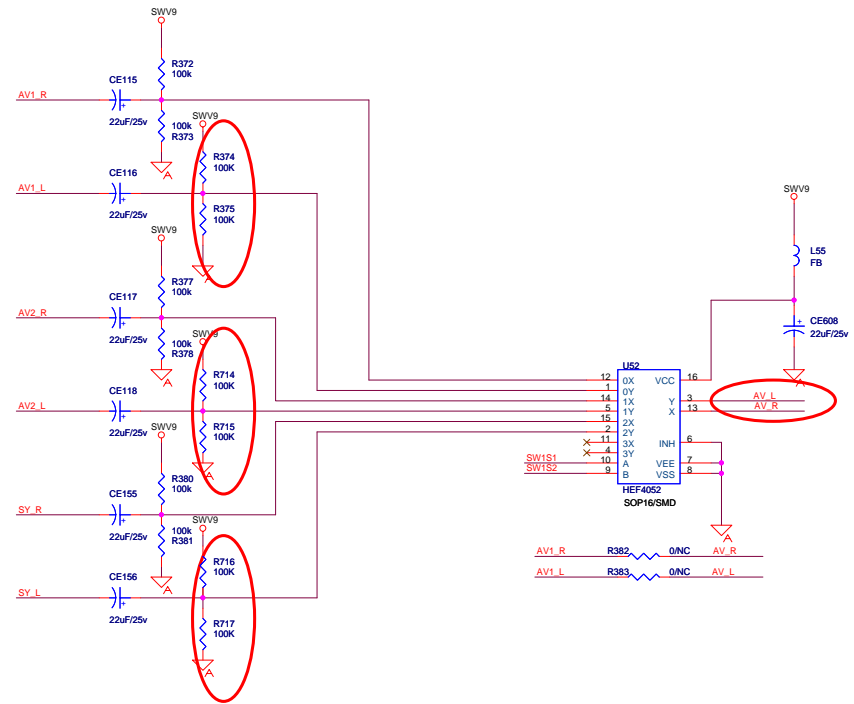 SWV9
R372
100k
CE115
AV1_R
22uF/25v
100k
R373
A
SWV9
R374
100K
CE116
AV1_L
22uF/25v
R375
100K
A
SWV9
R377
100k
CE117
AV2_R
22uF/25v
100k
R378
A
SWV9
R714
100K
CE118
AV2_L
22uF/25v
R715
100K
A
SWV9
R380
100k
CE155
SY_R
22uF/25v
100k
R381
A
SWV9
R716
100K
CE156
SY_L
22uF/25v
R717
100K
A
SWV9
L55
FB
+ CE608
22uF/25v
A
U52
12 0X VCC 16
1 0Y
14 1X Y 3 AV_L
5 1Y X 13 AV_R
15 2X
2 2Y
11 3X INH 6
4 3Y
SW1S1 10 A VEE 7
SW1S2 9 B VSS 8
HEF4052
SOP16/SMD
A
AV1_R R382 0/NC AV_R
AV1_L R383 0/NC AV_L